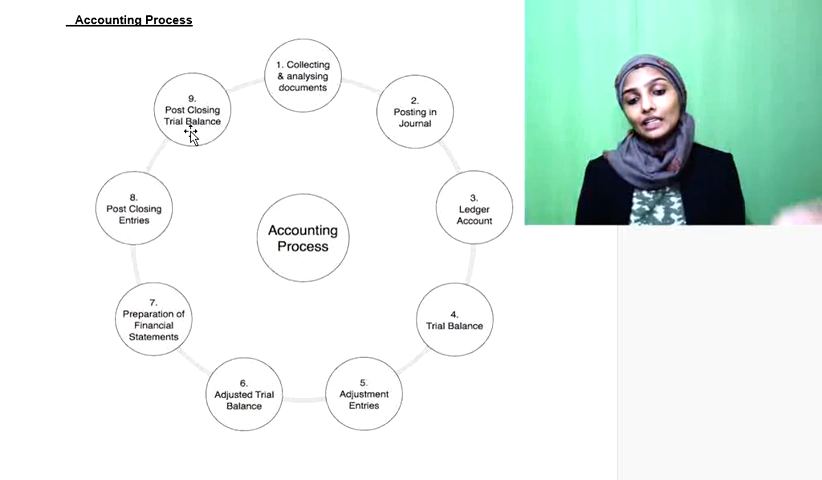 Accounting Process
1. Collecting
& analysing
documents
2.
Posting in
Journal
3.
Ledger
Account
4.
Trial Balance
5.
Adjustment
Entries
6.
Adjusted Trial
Balance
7.
Preparation of
Financial
Statements
8.
Post Closing
Entries
9.
Post Closing
Trial Balance
Accounting
Process